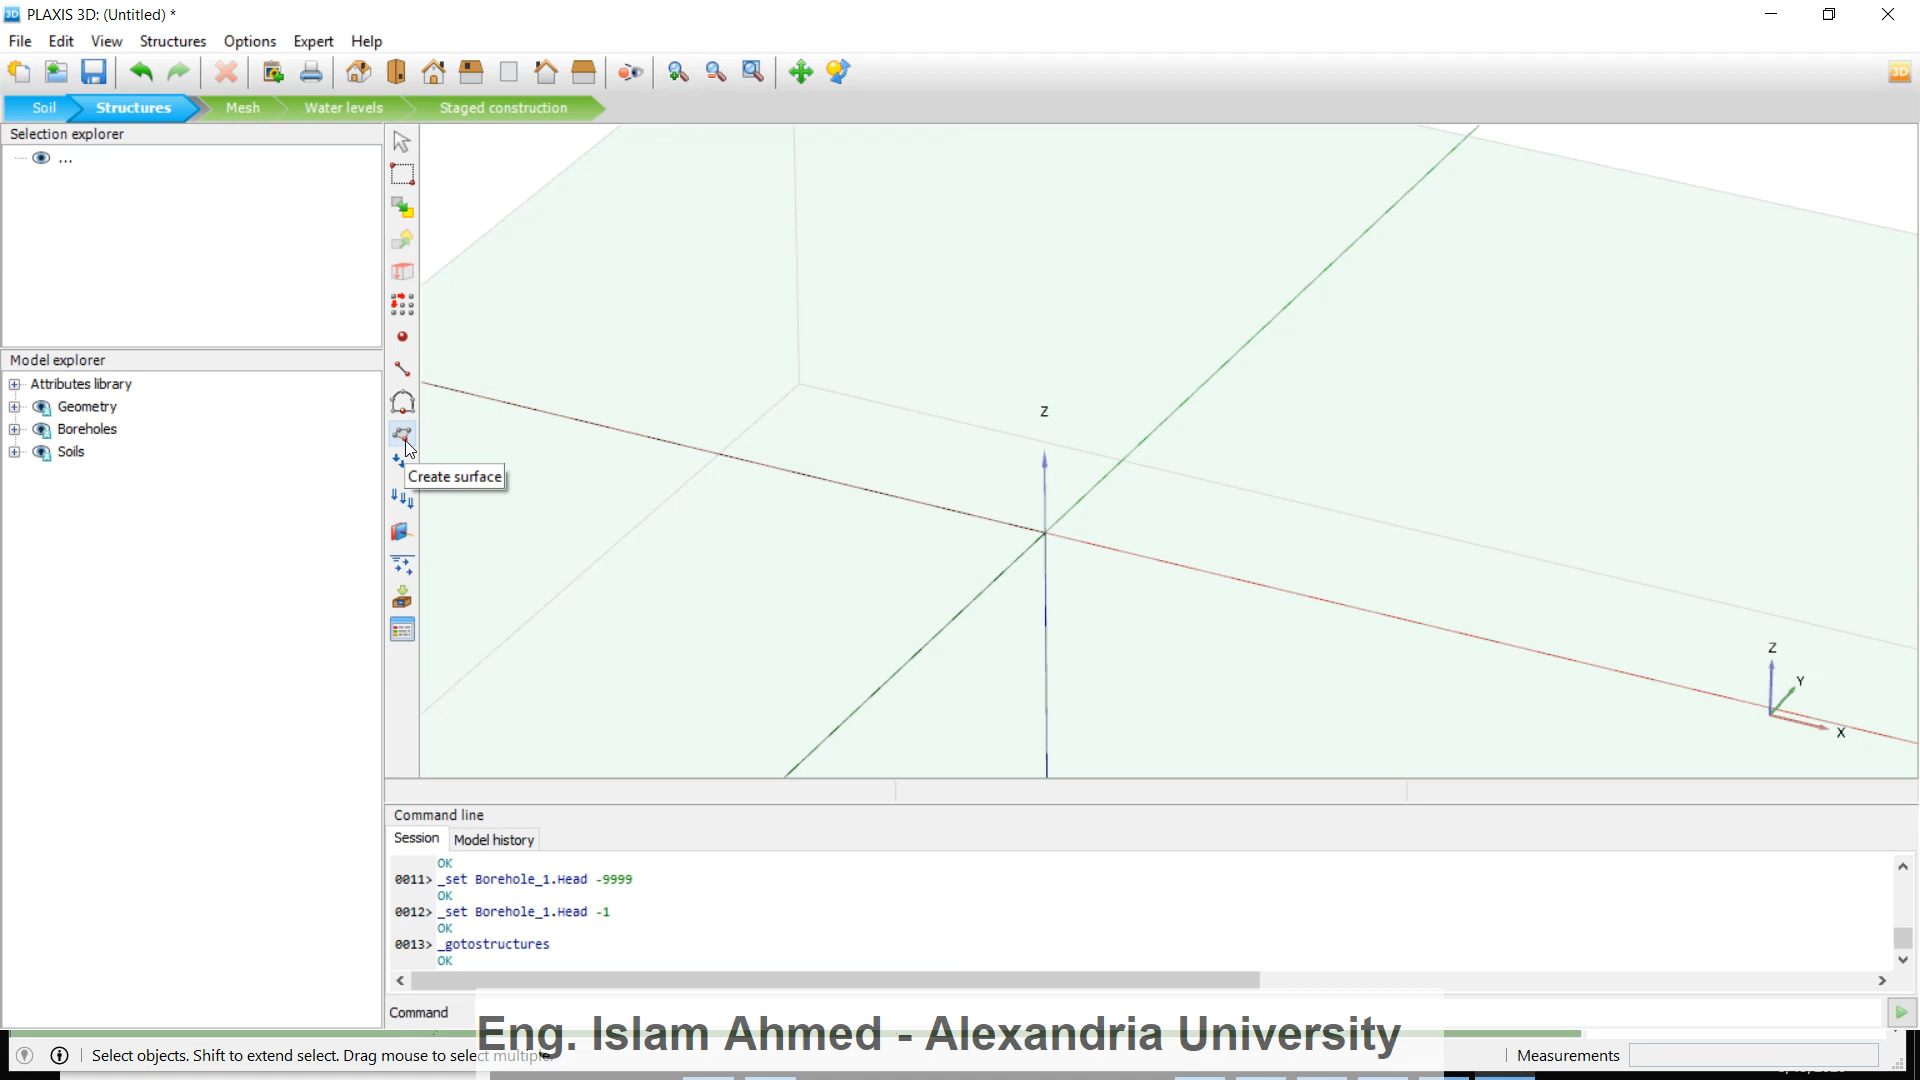 PLAXIS 3D: (Untitled) *
File Edit View Structures Options Expert Help
3D
Soil Structures Mesh Water levels Staged construction
Selection explorer
...
Model explorer
Attributes library
Geometry
Boreholes
Soils
Create surface
Z
Z
Y
X
Command line
Session Model history
OK
0011> _set Borehole_1.Head -9999
OK
0012> _set Borehole_1.Head -1
OK
0013> _gotostructures
OK
Command
Eng. Islam Ahmed - Alexandria University
Select objects. Shift to extend select. Drag mouse to select multiple.
Measurements